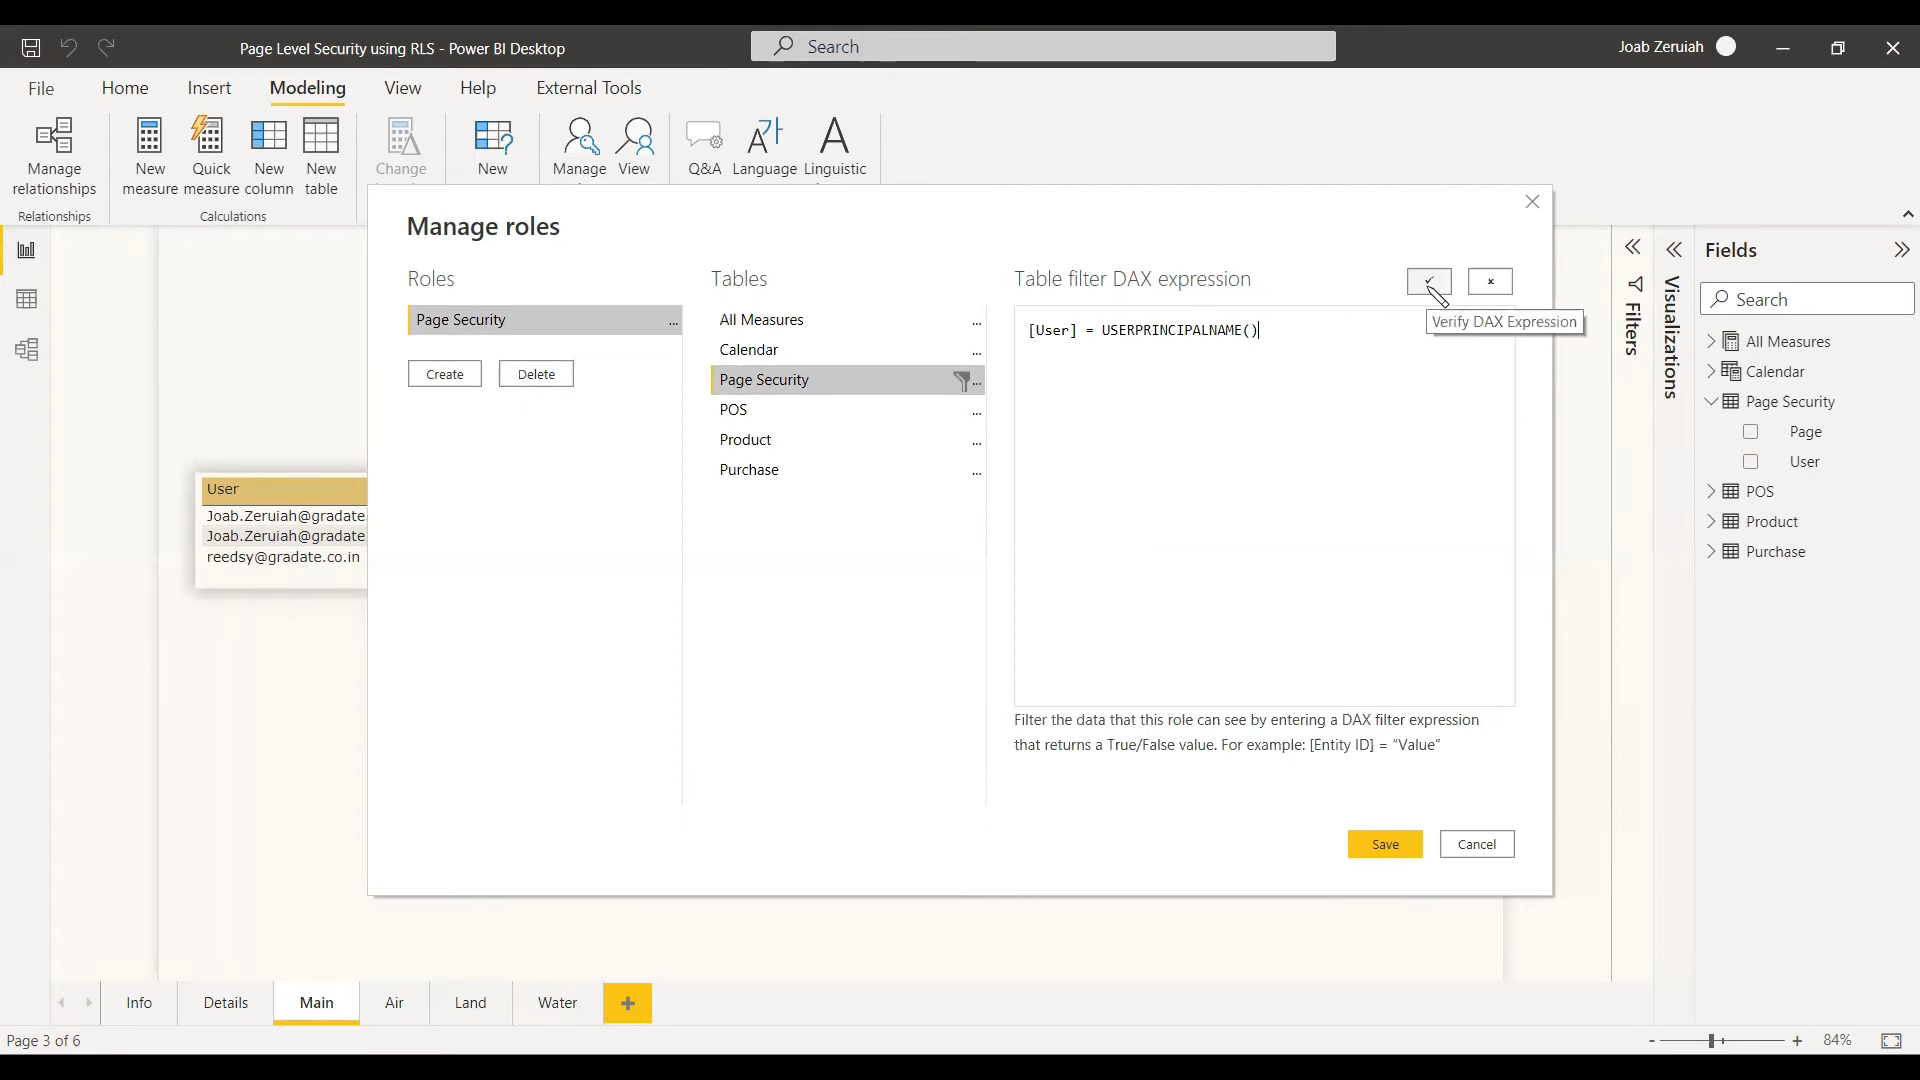 Page Level Security using RLS - Power BI Desktop
Search
Joab Zeruiah
File
Home
Insert
Modeling
View
Help
External Tools
Manage
relationships
New
measure
Quick
measure
New
column
New
table
Change
New
Manage
View
Q&A
Language
Linguistic
Relationships
Calculations
Manage roles
Roles
Tables
Table filter DAX expression
Page Security
...
Create
Delete
All Measures
...
Calendar
...
Page Security
...
POS
...
Product
...
Purchase
...
[User] = USERPRINCIPALNAME()
Verify DAX Expression
Filter the data that this role can see by entering a DAX filter expression
that returns a True/False value. For example: [Entity ID] = “Value”
Save
Cancel
User
Joab.Zeruiah@gradate.
Joab.Zeruiah@gradate.
reedsy@gradate.co.in
Filters
Visualizations
Fields
Search
All Measures
Calendar
Page Security
Page
User
POS
Product
Purchase
Info
Details
Main
Air
Land
Water
Page 3 of 6
84%